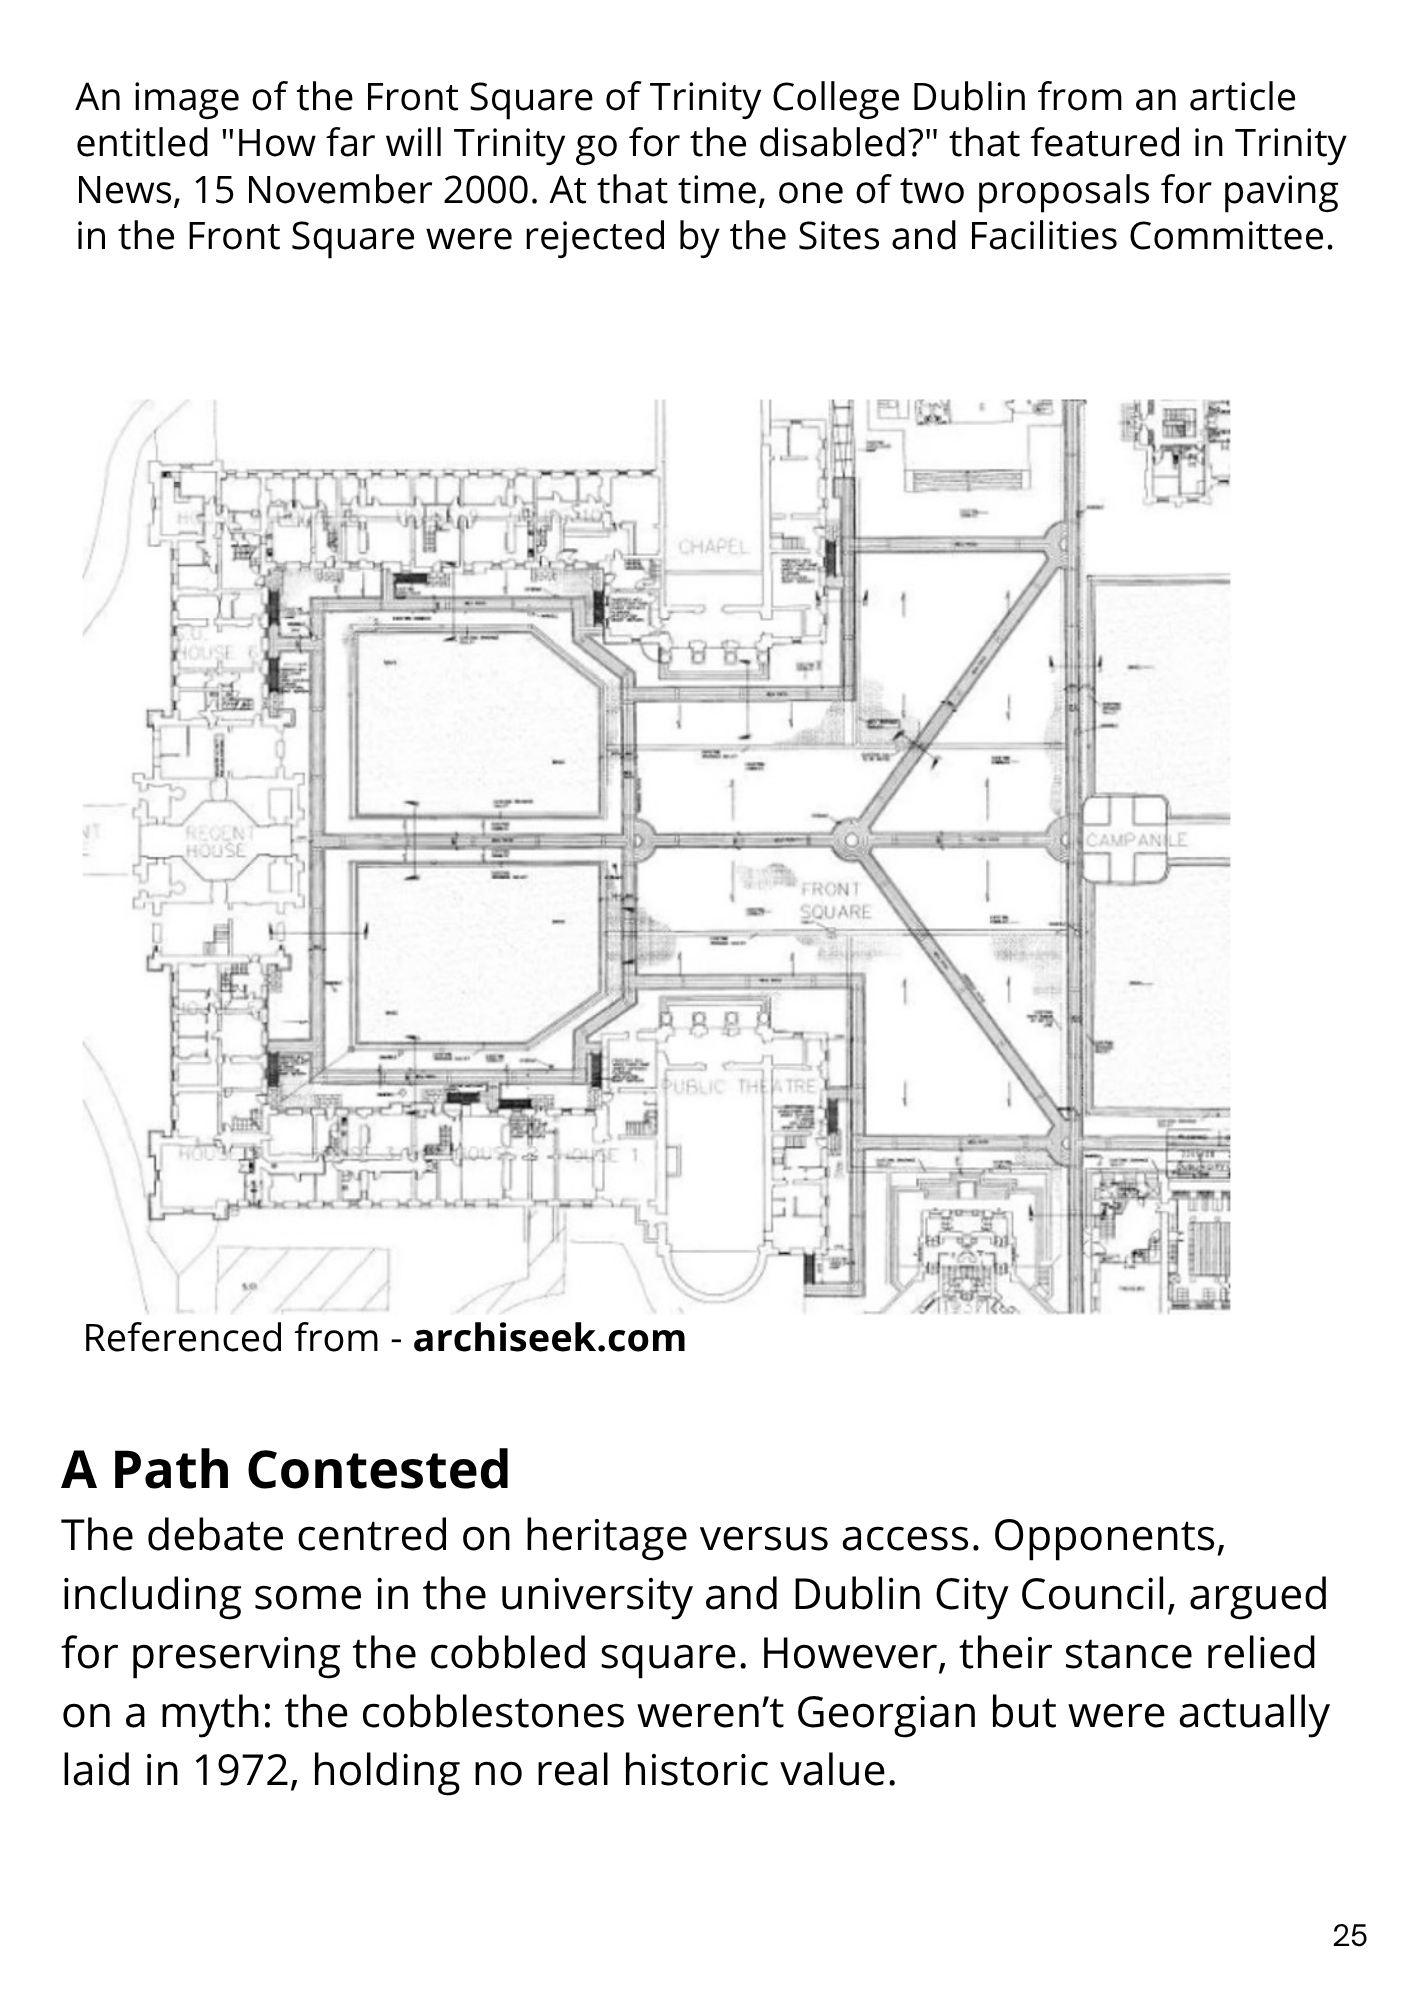 An image of the Front Square of Trinity College Dublin from an article
entitled "How far will Trinity go for the disabled?" that featured in Trinity
News, 15 November 2000. At that time, one of two proposals for paving
in the Front Square were rejected by the Sites and Facilities Committee.
CHAPEL
HOUSE 6
REGENT
HOUSE
CAMPANILE
FRONT
SQUARE
PUBLIC THEATRE
HOUSE 1
Referenced from - archiseek.com
A Path Contested
The debate centred on heritage versus access. Opponents,
including some in the university and Dublin City Council, argued
for preserving the cobbled square. However, their stance relied
on a myth: the cobblestones weren’t Georgian but were actually
laid in 1972, holding no real historic value.
25